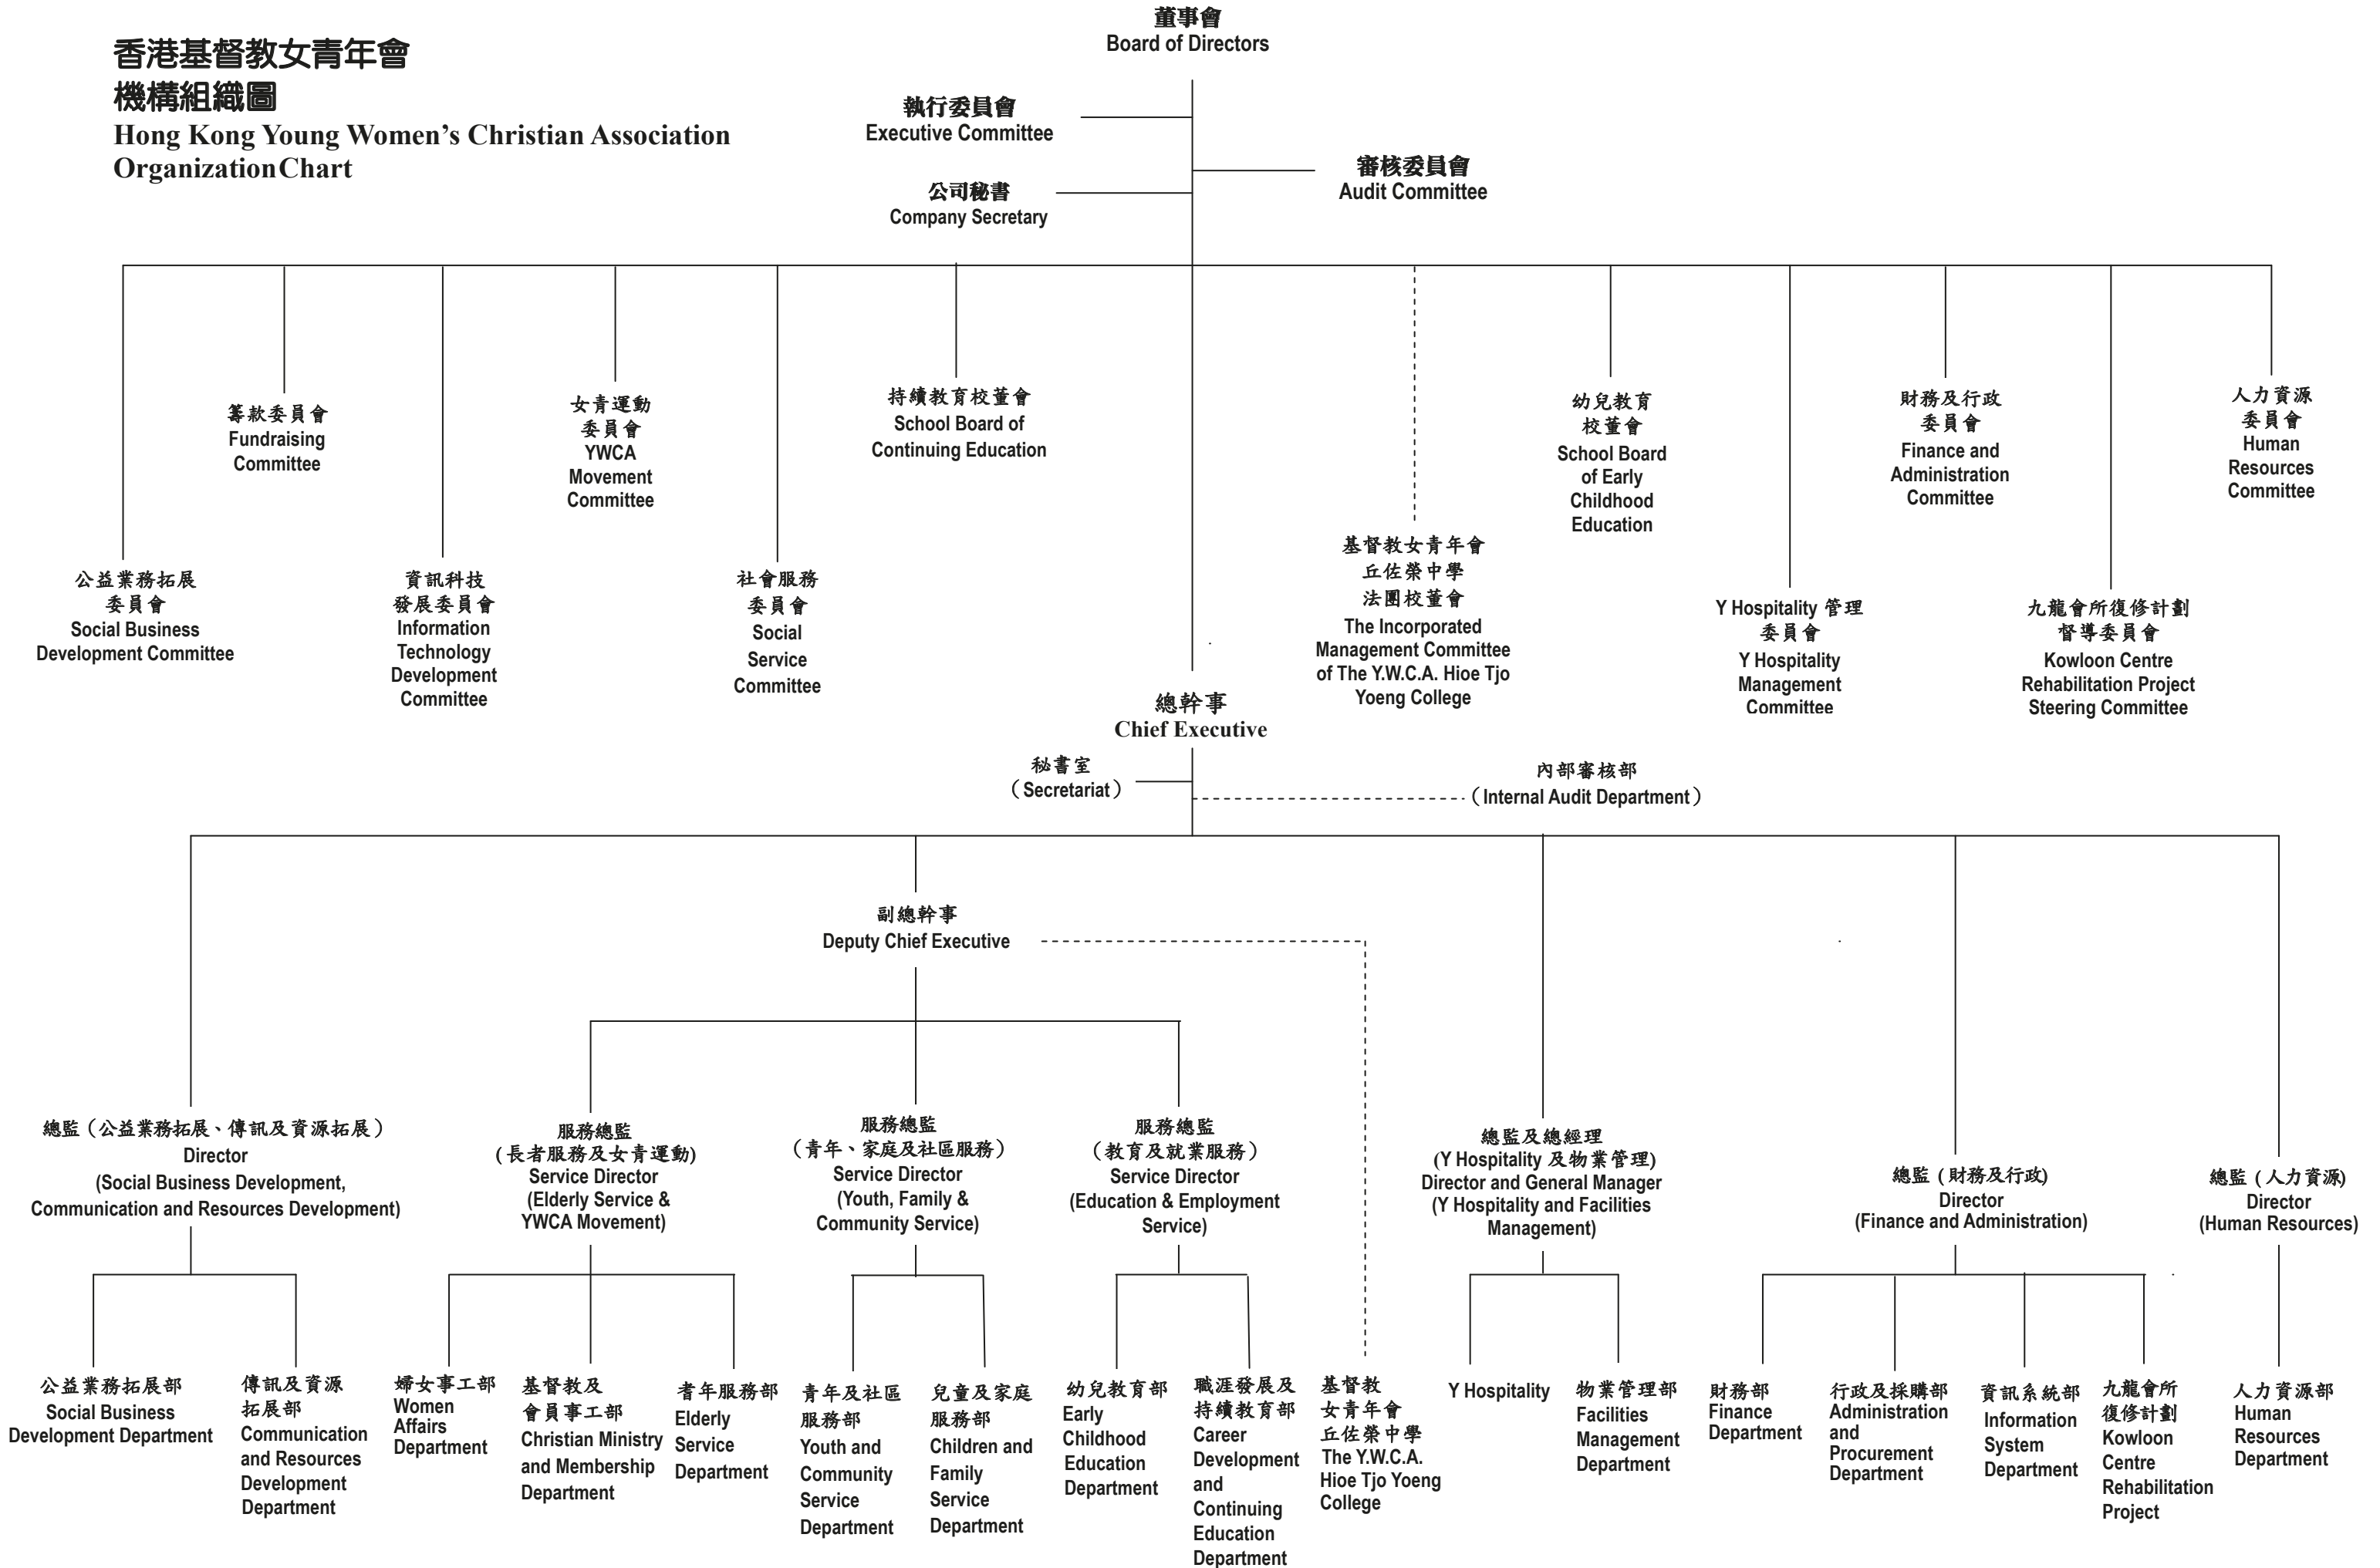 香港基督教女青年會
機構組織圖
Hong Kong Young Women's Christian Association
Organization Chart
董事會
Board of Directors
執行委員會
Executive Committee
審核委員會
Audit Committee
公司秘書
Company Secretary
公益業務拓展
委員會
Social Business
Development Committee
籌款委員會
Fundraising
Committee
資訊科技
發展委員會
Information
Technology
Development
Committee
女青運動
委員會
YWCA
Movement
Committee
社會服務
委員會
Social
Service
Committee
持續教育校董會
School Board of
Continuing Education
基督教女青年會
丘佐榮中學
法團校董會
The Incorporated
Management Committee
of The Y.W.C.A. Hioe Tjo
Yoeng College
幼兒教育
校董會
School Board
of Early
Childhood
Education
Y Hospitality 管理
委員會
Y Hospitality
Management
Committee
財務及行政
委員會
Finance and
Administration
Committee
九龍會所復修計劃
督導委員會
Kowloon Centre
Rehabilitation Project
Steering Committee
人力資源
委員會
Human
Resources
Committee
總幹事
Chief Executive
秘書室
（Secretariat）
內部審核部
（Internal Audit Department）
副總幹事
Deputy Chief Executive
總監（公益業務拓展、傳訊及資源拓展）
Director
(Social Business Development,
Communication and Resources Development)
服務總監
(長者服務及女青運動)
Service Director
(Elderly Service &
YWCA Movement)
服務總監
（青年、家庭及社區服務）
Service Director
(Youth, Family &
Community Service)
服務總監
（教育及就業服務）
Service Director
(Education & Employment
Service)
總監及總經理
(Y Hospitality 及物業管理)
Director and General Manager
(Y Hospitality and Facilities
Management)
總監 (財務及行政)
Director
(Finance and Administration)
總監 (人力資源)
Director
(Human Resources)
公益業務拓展部
Social Business
Development Department
傳訊及資源
拓展部
Communication
and Resources
Development
Department
婦女事工部
Women
Affairs
Department
基督教及
會員事工部
Christian Ministry
and Membership
Department
耆年服務部
Elderly
Service
Department
青年及社區
服務部
Youth and
Community
Service
Department
兒童及家庭
服務部
Children and
Family
Service
Department
幼兒教育部
Early
Childhood
Education
Department
職涯發展及
持續教育部
Career
Development
and
Continuing
Education
Department
基督教
女青年會
丘佐榮中學
The Y.W.C.A.
Hioe Tjo Yoeng
College
Y Hospitality
物業管理部
Facilities
Management
Department
財務部
Finance
Department
行政及採購部
Administration
and
Procurement
Department
資訊系統部
Information
System
Department
九龍會所
復修計劃
Kowloon
Centre
Rehabilitation
Project
人力資源部
Human
Resources
Department